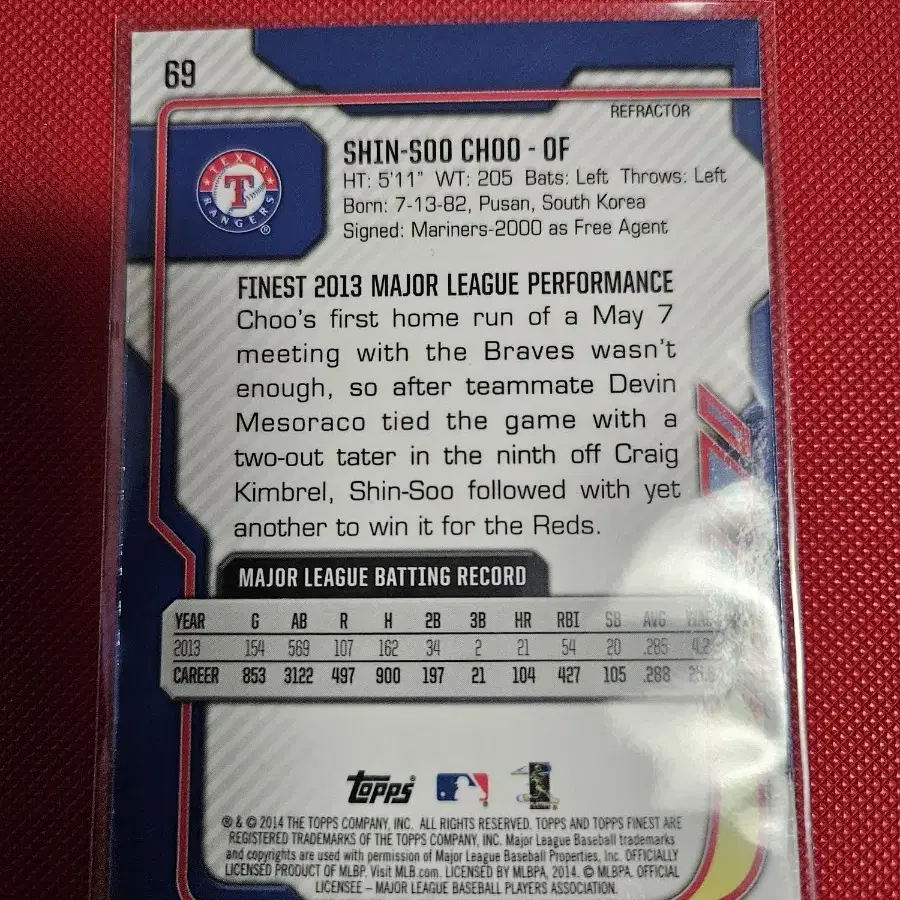 69
REFRACTOR
TEXAS
T
RANGERS
®
SHIN-SOO CHOO - OF
HT: 5'11" WT: 205 Bats: Left Throws: Left
Born: 7-13-82, Pusan, South Korea
Signed: Mariners-2000 as Free Agent
FINEST 2013 MAJOR LEAGUE PERFORMANCE
Choo's first home run of a May 7
meeting with the Braves wasn't
enough, so after teammate Devin
Mesoraco tied the game with a
two-out tater in the ninth off Craig
Kimbrel, Shin-Soo followed with yet
another to win it for the Reds.
MAJOR LEAGUE BATTING RECORD
YEAR G AB R H 2B 3B HR RBI SB AVG
2013 154 569 107 162 34 2 21 54 20 .285 4.2
CAREER 853 3122 497 900 197 21 104 427 105 .288
Topps®
® & © 2014 THE TOPPS COMPANY, INC. ALL RIGHTS RESERVED. TOPPS AND TOPPS FINEST ARE
REGISTERED TRADEMARKS OF THE TOPPS COMPANY, INC. Major League Baseball trademarks
and copyrights are used with permission of Major League Baseball Properties, Inc. OFFICIALLY
LICENSED PRODUCT OF MLBP. Visit MLB.com. LICENSED BY MLBPA, 2014. © MLBPA. OFFICIAL
LICENSEE – MAJOR LEAGUE BASEBALL PLAYERS ASSOCIATION.